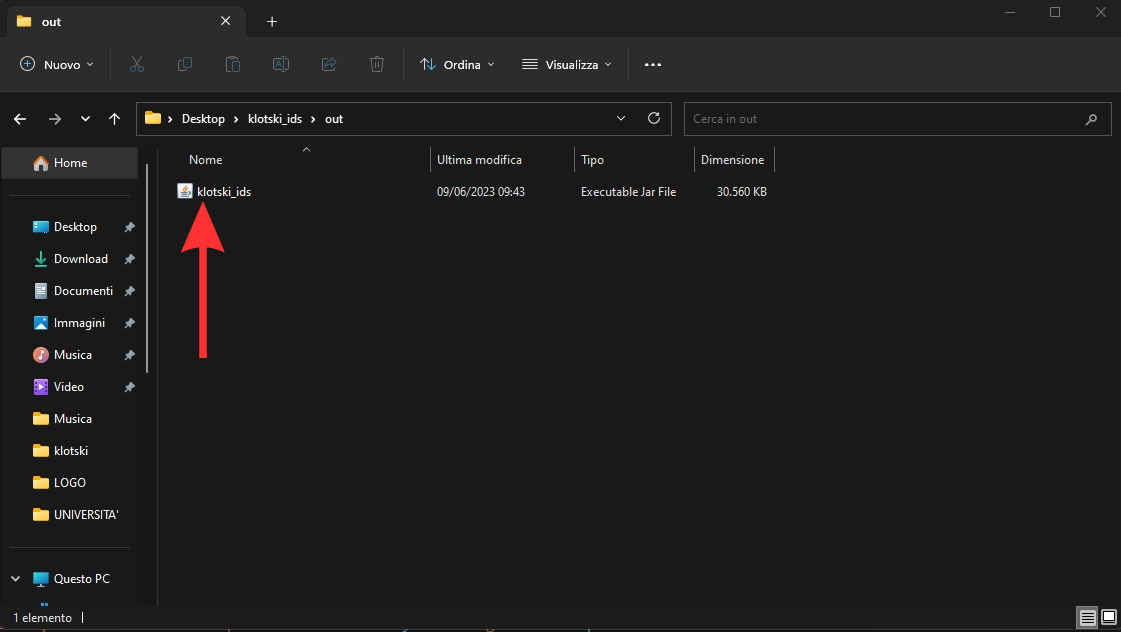 out
Nuovo
Ordina
Visualizza
Desktop
klotski_ids
out
Cerca in out
Home
Nome
Ultima modifica
Tipo
Dimensione
klotski_ids
09/06/2023 09:43
Executable Jar File
30.560 KB
Desktop
Download
Documenti
Immagini
Musica
Video
Musica
klotski
LOGO
UNIVERSITA'
Questo PC
1 elemento